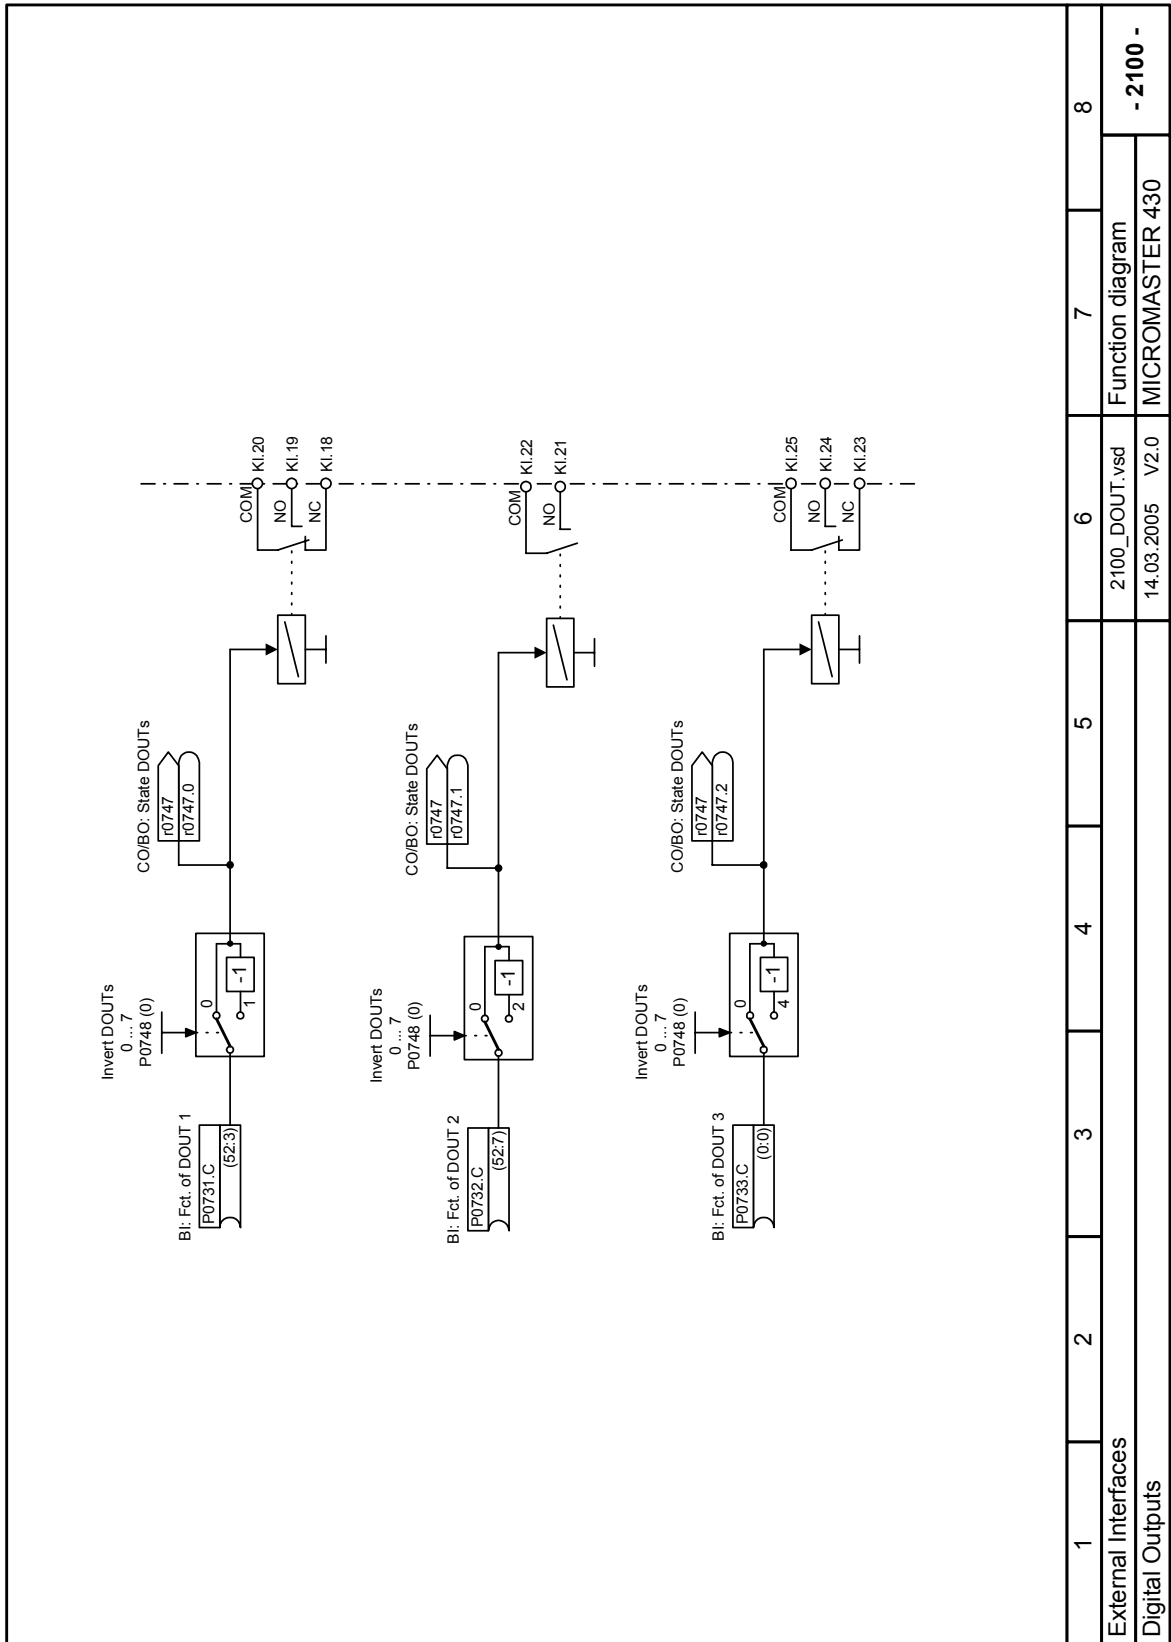 BI: Fct. of DOUT 1
P0731.C
(52:3)
Invert DOUTs
0 ... 7
P0748 (0)
0
1
-1
CO/BO: State DOUTs
r0747
r0747.0
COM
Kl.20
NO
Kl.19
NC
Kl.18
BI: Fct. of DOUT 2
P0732.C
(52:7)
Invert DOUTs
0 ... 7
P0748 (0)
0
2
-1
CO/BO: State DOUTs
r0747
r0747.1
COM
Kl.22
NO
Kl.21
BI: Fct. of DOUT 3
P0733.C
(0:0)
Invert DOUTs
0 ... 7
P0748 (0)
0
4
-1
CO/BO: State DOUTs
r0747
r0747.2
COM
Kl.25
NO
Kl.24
NC
Kl.23
1 2 3 4 5 6 7 8
External Interfaces 2100_DOUT.vsd Function diagram - 2100 -
Digital Outputs 14.03.2005 V2.0 MICROMASTER 430